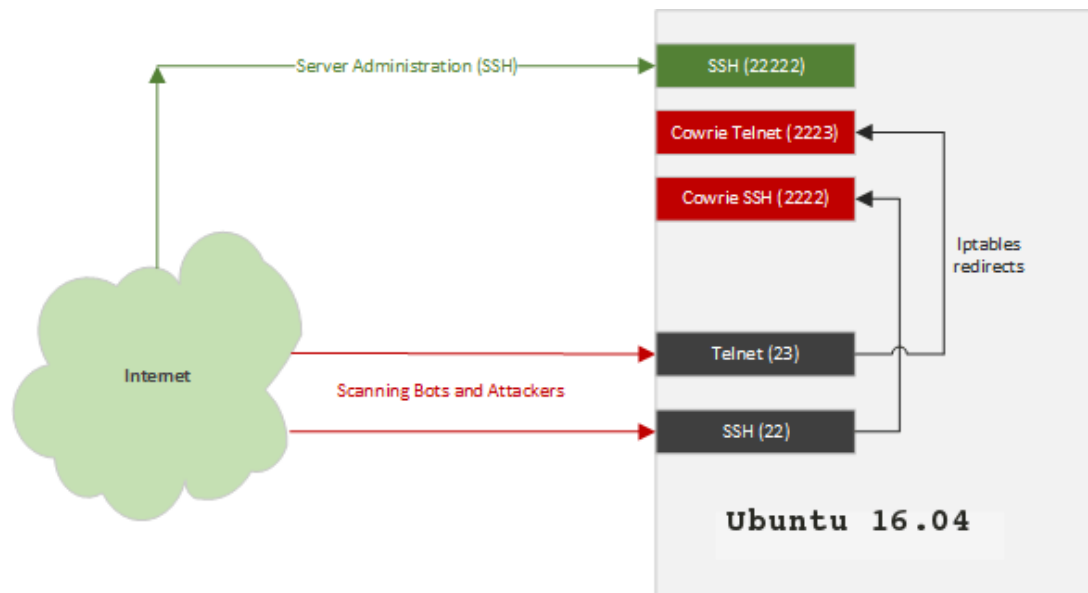 Server Administration (SSH)
SSH (22222)
Cowrie Telnet (2223)
Cowrie SSH (2222)
Iptables
redirects
Internet
Telnet (23)
Scanning Bots and Attackers
SSH (22)
Ubuntu 16.04